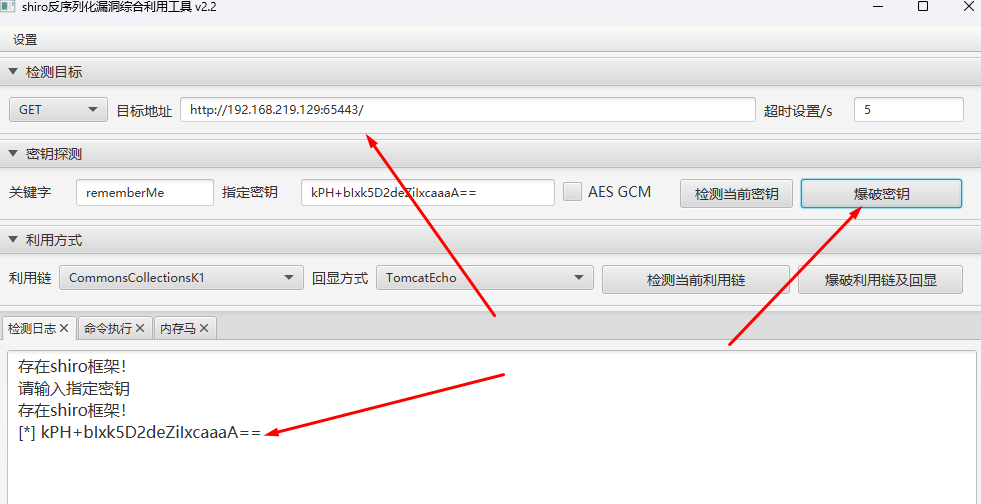 shiro反序列化漏洞综合利用工具 v2.2
设置
检测目标
GET 目标地址 http://192.168.219.129:65443/ 超时设置/s 5
密钥探测
关键字 rememberMe 指定密钥 kPH+bIxk5D2deZiIxcaaaA== AES GCM 检测当前密钥 爆破密钥
利用方式
利用链 CommonsCollectionsK1 回显方式 TomcatEcho 检测当前利用链 爆破利用链及回显
检测日志 命令执行 内存马
存在shiro框架!
请输入指定密钥
存在shiro框架!
[*] kPH+bIxk5D2deZiIxcaaaA==